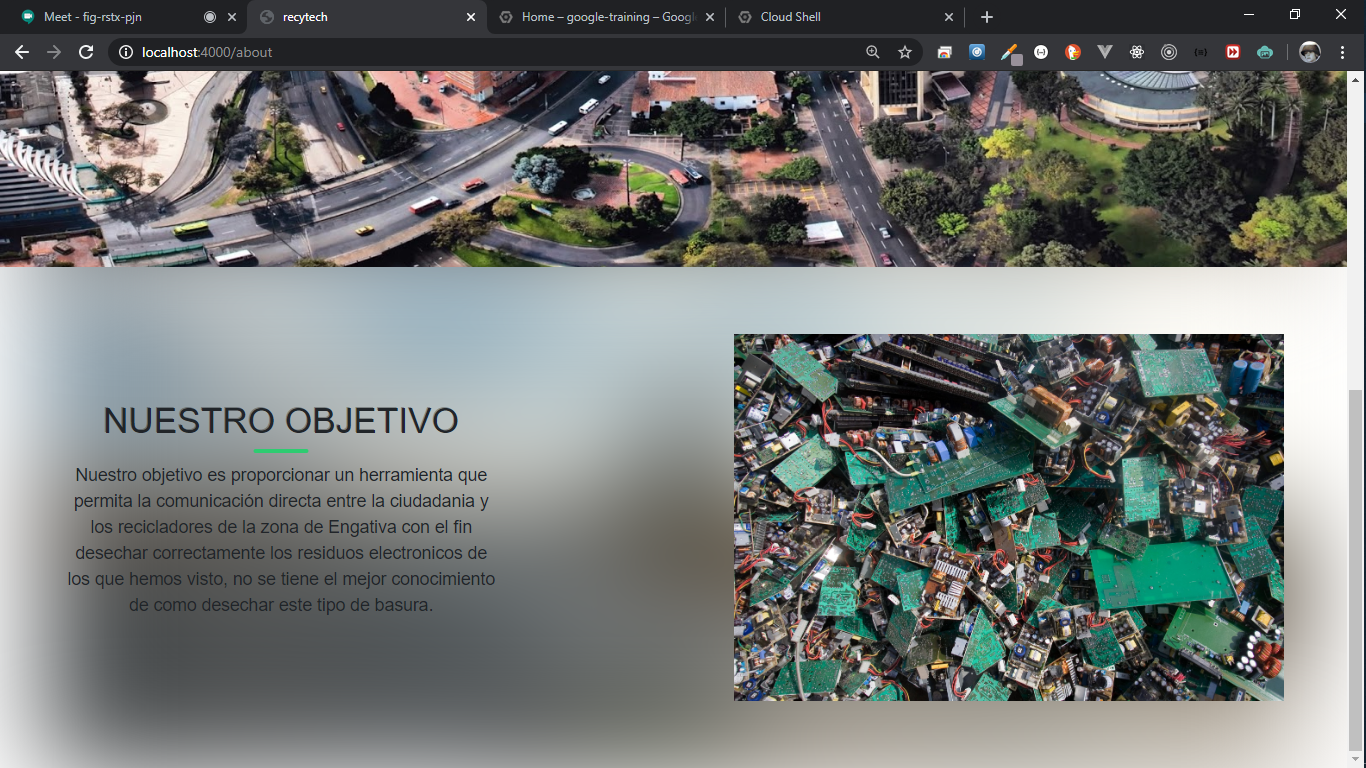 Meet - fig-rstx-pjn
recytech
Home – google-training – Googl
Cloud Shell
localhost:4000/about
NUESTRO OBJETIVO
Nuestro objetivo es proporcionar un herramienta que
permita la comunicación directa entre la ciudadania y
los recicladores de la zona de Engativa con el fin
desechar correctamente los residuos electronicos de
los que hemos visto, no se tiene el mejor conocimiento
de como desechar este tipo de basura.